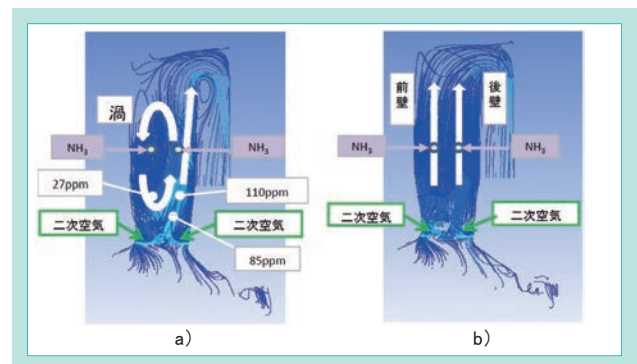 渦
NH3
NH3
27ppm
110ppm
二次空気
二次空気
85ppm
a）
前壁
後壁
NH3
NH3
二次空気
二次空気
b）